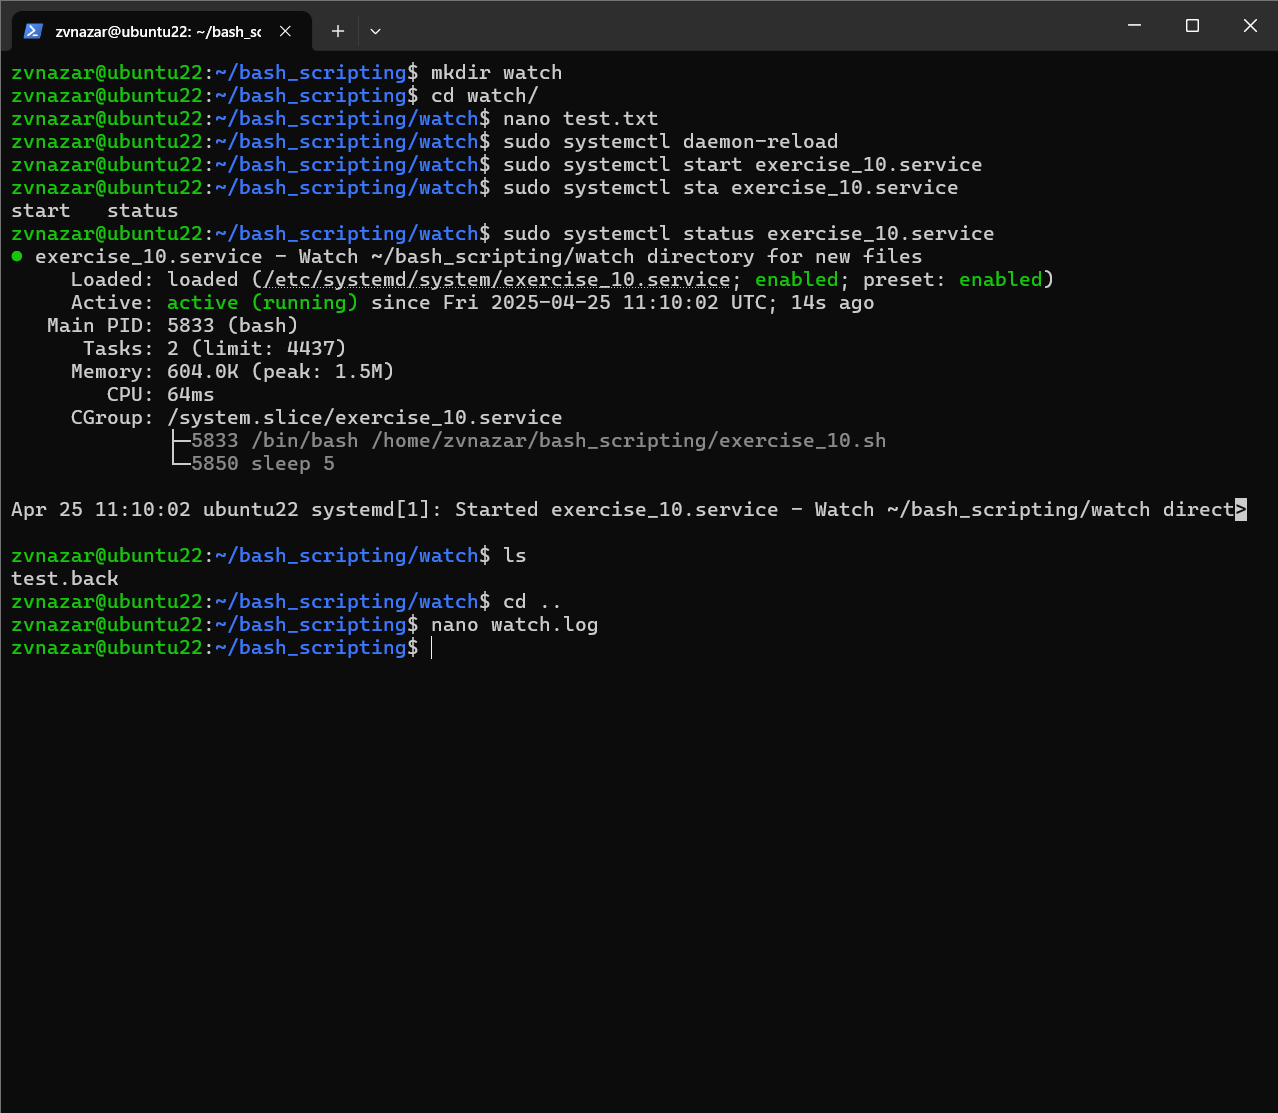 zvnazar@ubuntu22: ~/bash_sc
zvnazar@ubuntu22:~/bash_scripting$ mkdir watch
zvnazar@ubuntu22:~/bash_scripting$ cd watch/
zvnazar@ubuntu22:~/bash_scripting/watch$ nano test.txt
zvnazar@ubuntu22:~/bash_scripting/watch$ sudo systemctl daemon-reload
zvnazar@ubuntu22:~/bash_scripting/watch$ sudo systemctl start exercise_10.service
zvnazar@ubuntu22:~/bash_scripting/watch$ sudo systemctl sta exercise_10.service
start   status
zvnazar@ubuntu22:~/bash_scripting/watch$ sudo systemctl status exercise_10.service
● exercise_10.service - Watch ~/bash_scripting/watch directory for new files
     Loaded: loaded (/etc/systemd/system/exercise_10.service; enabled; preset: enabled)
     Active: active (running) since Fri 2025-04-25 11:10:02 UTC; 14s ago
   Main PID: 5833 (bash)
      Tasks: 2 (limit: 4437)
     Memory: 604.0K (peak: 1.5M)
        CPU: 64ms
     CGroup: /system.slice/exercise_10.service
             ├─5833 /bin/bash /home/zvnazar/bash_scripting/exercise_10.sh
             └─5850 sleep 5
Apr 25 11:10:02 ubuntu22 systemd[1]: Started exercise_10.service - Watch ~/bash_scripting/watch direct>
zvnazar@ubuntu22:~/bash_scripting/watch$ ls
test.back
zvnazar@ubuntu22:~/bash_scripting/watch$ cd ..
zvnazar@ubuntu22:~/bash_scripting$ nano watch.log
zvnazar@ubuntu22:~/bash_scripting$